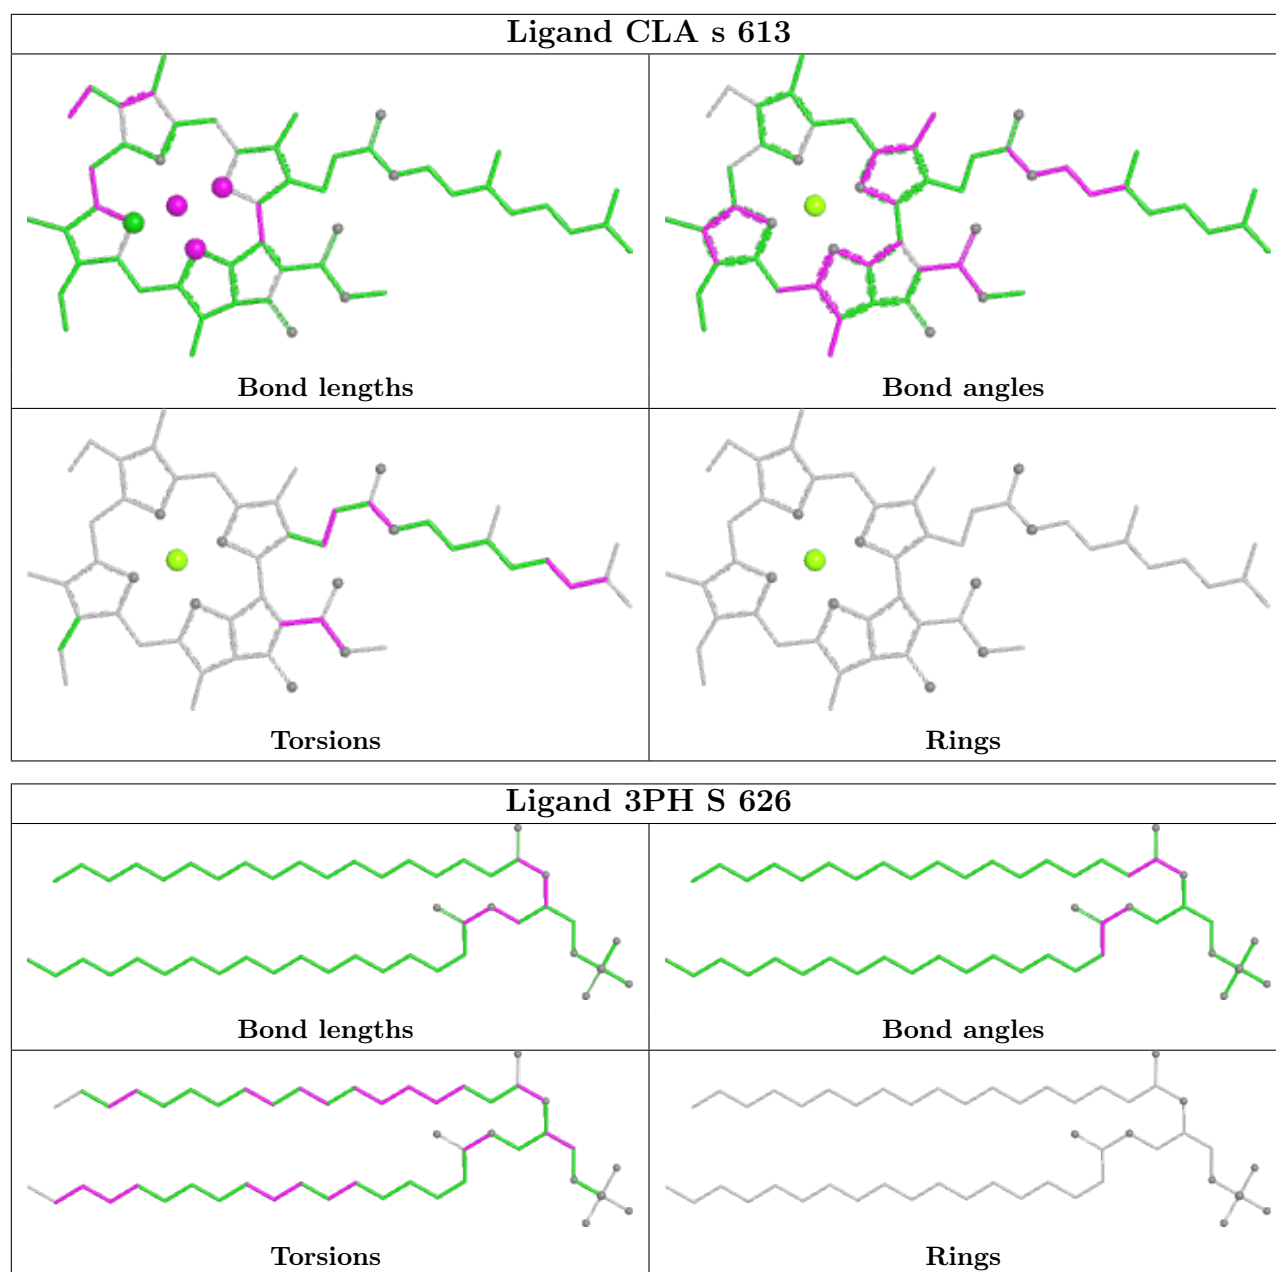 Ligand CLA s 613
Bond lengths
Bond angles
Torsions
Rings
Ligand 3PH S 626
Bond lengths
Bond angles
Torsions
Rings